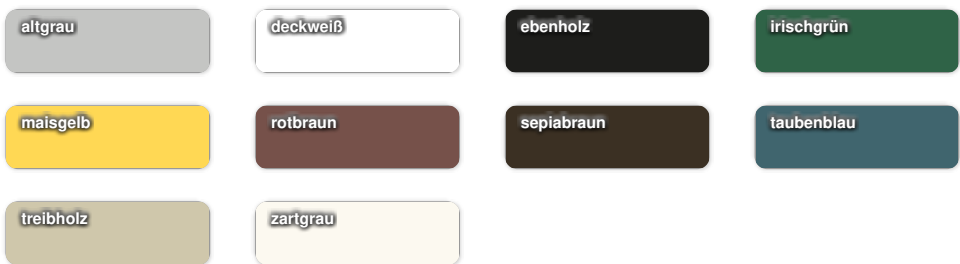 altgrau
deckweiß
ebenholz
irischgrün
maisgelb
rotbraun
sepiabraun
taubenblau
treibholz
zartgrau